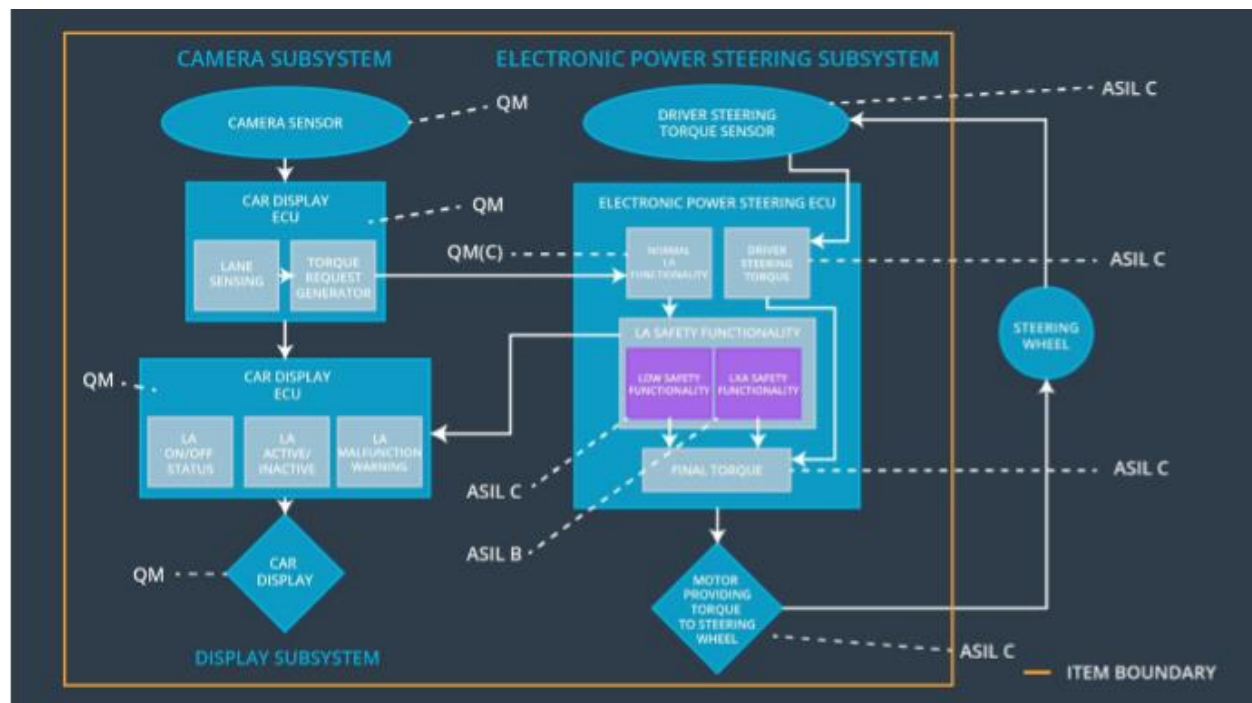 CAMERA SUBSYSTEM
ELECTRONIC POWER STEERING SUBSYSTEM
CAMERA SENSOR
QM
DRIVER STEERING
TORQUE SENSOR
ASIL C
CAR DISPLAY
ECU
QM
LANE
SENSING
TORQUE
REQUEST
GENERATOR
ELECTRONIC POWER STEERING ECU
QM(C)
NORMAL
LA
FUNCTIONALITY
DRIVER
STEERING
TORQUE
ASIL C
LA SAFETY FUNCTIONALITY
LDW SAFETY
FUNCTIONALITY
LKA SAFETY
FUNCTIONALITY
STEERING
WHEEL
QM
CAR DISPLAY
ECU
LA
ON/OFF
STATUS
LA
ACTIVE/
INACTIVE
LA
MALFUNCTION
WARNING
FINAL TORQUE
ASIL C
ASIL C
ASIL B
QM
CAR
DISPLAY
MOTOR
PROVIDING
TORQUE
TO STEERING
WHEEL
ASIL C
DISPLAY SUBSYSTEM
ITEM BOUNDARY